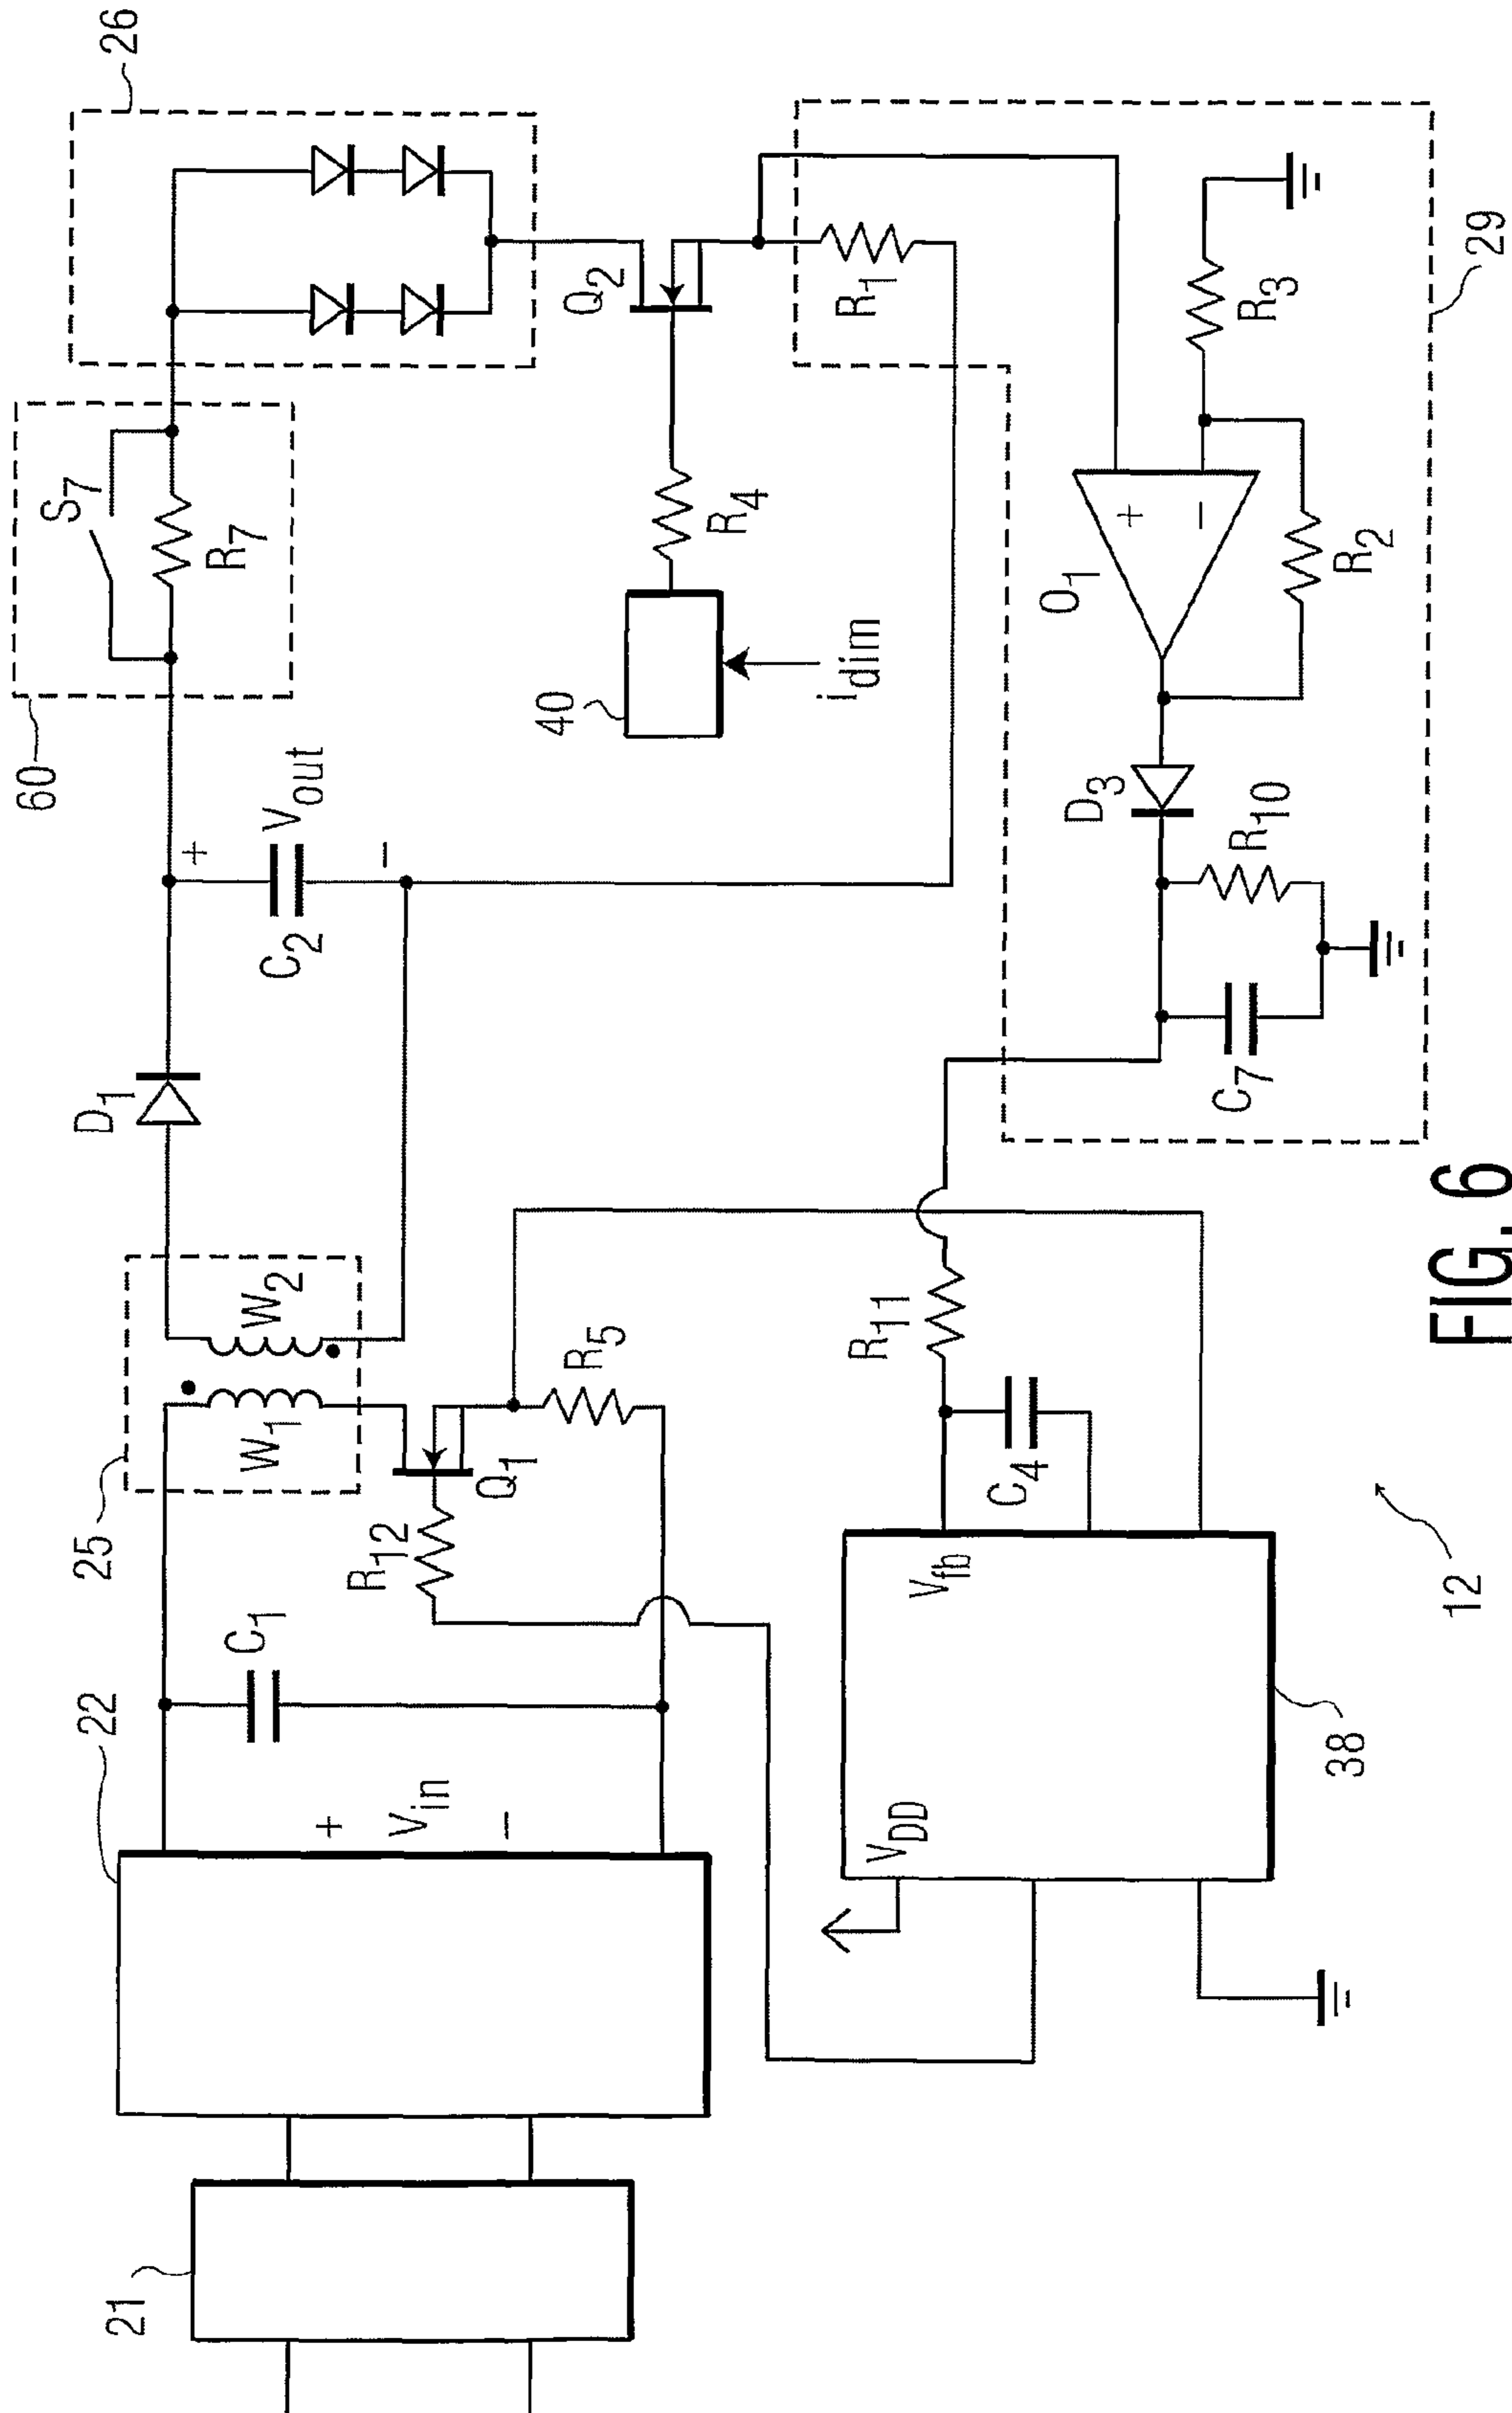 26
60
S7
R7
D1
+
Vout
C2
−
25
W1
W2
22
C1
+
Vin
−
R12
Q1
R5
Q2
R4
40
idim
R1
O1
+
−
R3
R2
D3
R10
C7
29
R11
C4
Vfb
VDD
38
21
12
FIG. 6